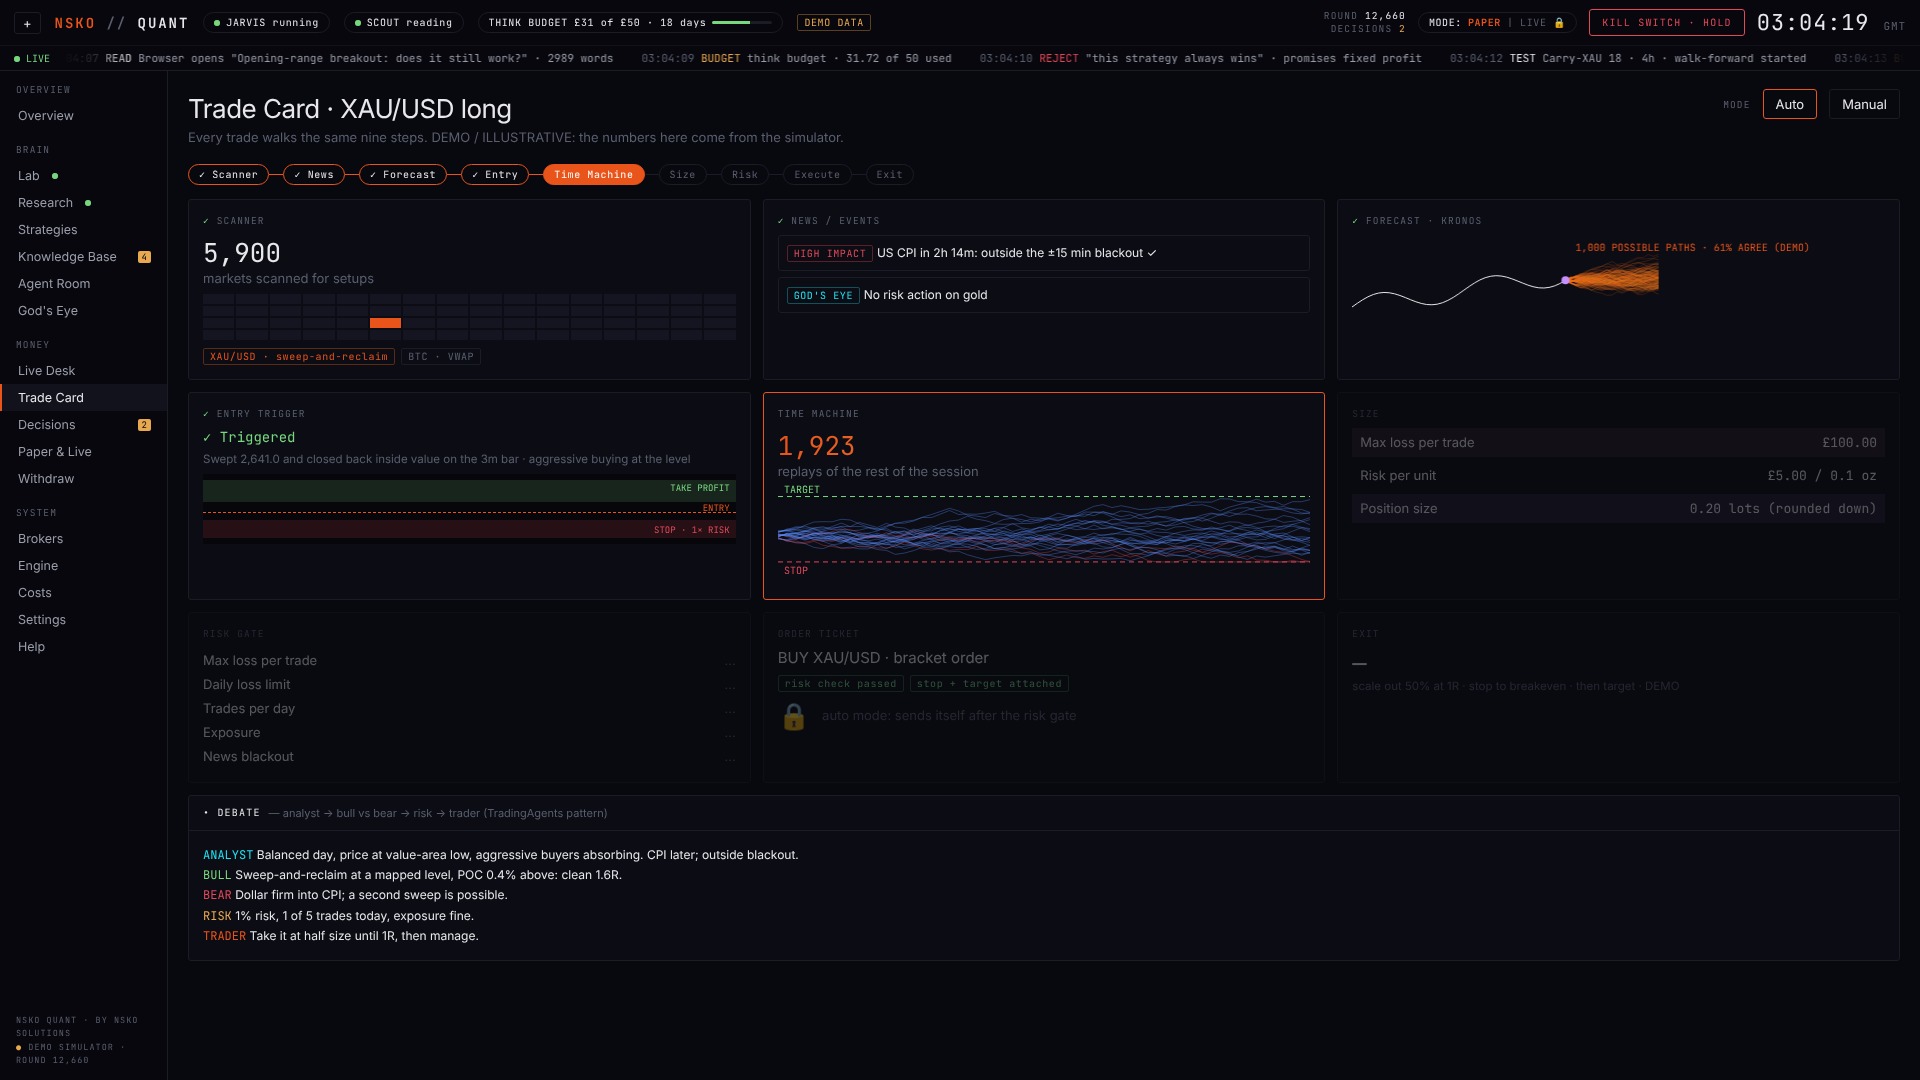 + NSKO // QUANT JARVIS running SCOUT reading THINK BUDGET £31 of £50 · 18 days DEMO DATA ROUND 12,660 DECISIONS 2 MODE: PAPER | LIVE 🔒 KILL SWITCH · HOLD 03:04:19 GMT
LIVE READ Browser opens "Opening-range breakout: does it still work?" · 2989 words 03:04:09 BUDGET think budget · 31.72 of 50 used 03:04:10 REJECT "this strategy always wins" · promises fixed profit 03:04:12 TEST Carry-XAU 18 · 4h · walk-forward started 03:04:13
OVERVIEW
Overview
BRAIN
Lab
Research
Strategies
Knowledge Base 4
Agent Room
God's Eye
MONEY
Live Desk
Trade Card
Decisions 2
Paper & Live
Withdraw
SYSTEM
Brokers
Engine
Costs
Settings
Help
NSKO QUANT · BY NSKO
SOLUTIONS
DEMO SIMULATOR ·
ROUND 12,660
Trade Card · XAU/USD long
MODE Auto Manual
Every trade walks the same nine steps. DEMO / ILLUSTRATIVE: the numbers here come from the simulator.
✓ Scanner ✓ News ✓ Forecast ✓ Entry Time Machine Size Risk Execute Exit
✓ SCANNER
5,900
markets scanned for setups
XAU/USD · sweep-and-reclaim BTC · VWAP
✓ NEWS / EVENTS
HIGH IMPACT US CPI in 2h 14m: outside the ±15 min blackout ✓
GOD'S EYE No risk action on gold
✓ FORECAST · KRONOS
1,000 POSSIBLE PATHS · 61% AGREE (DEMO)
✓ ENTRY TRIGGER
✓ Triggered
Swept 2,641.0 and closed back inside value on the 3m bar · aggressive buying at the level
TAKE PROFIT
ENTRY
STOP · 1× RISK
TIME MACHINE
1,923
replays of the rest of the session
TARGET
STOP
SIZE
Max loss per trade £100.00
Risk per unit £5.00 / 0.1 oz
Position size 0.20 lots (rounded down)
RISK GATE
Max loss per trade …
Daily loss limit …
Trades per day …
Exposure …
News blackout …
ORDER TICKET
BUY XAU/USD · bracket order
risk check passed stop + target attached
🔒 auto mode: sends itself after the risk gate
EXIT
—
scale out 50% at 1R · stop to breakeven · then target · DEMO
• DEBATE — analyst → bull vs bear → risk → trader (TradingAgents pattern)
ANALYST Balanced day, price at value-area low, aggressive buyers absorbing. CPI later; outside blackout.
BULL Sweep-and-reclaim at a mapped level, POC 0.4% above: clean 1.6R.
BEAR Dollar firm into CPI; a second sweep is possible.
RISK 1% risk, 1 of 5 trades today, exposure fine.
TRADER Take it at half size until 1R, then manage.